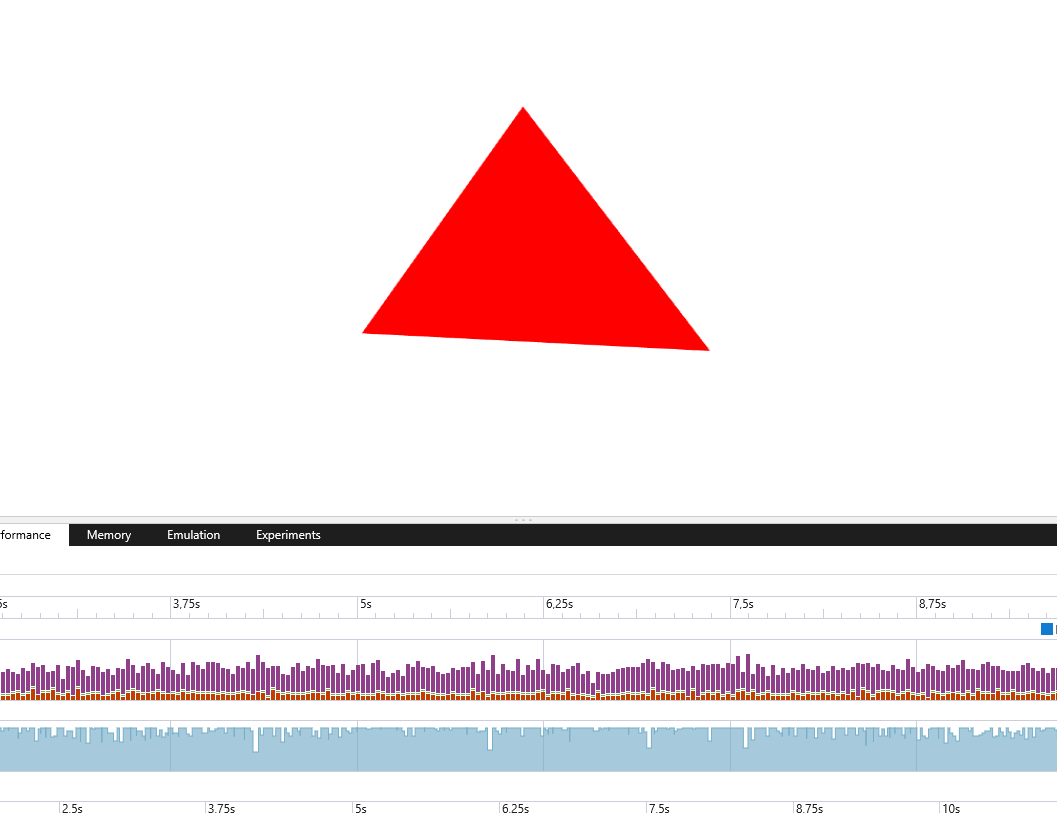 formance Memory Emulation Experiments
5s 3,75s 5s 6,25s 7,5s 8,75s
2.5s 3.75s 5s 6.25s 7.5s 8.75s 10s